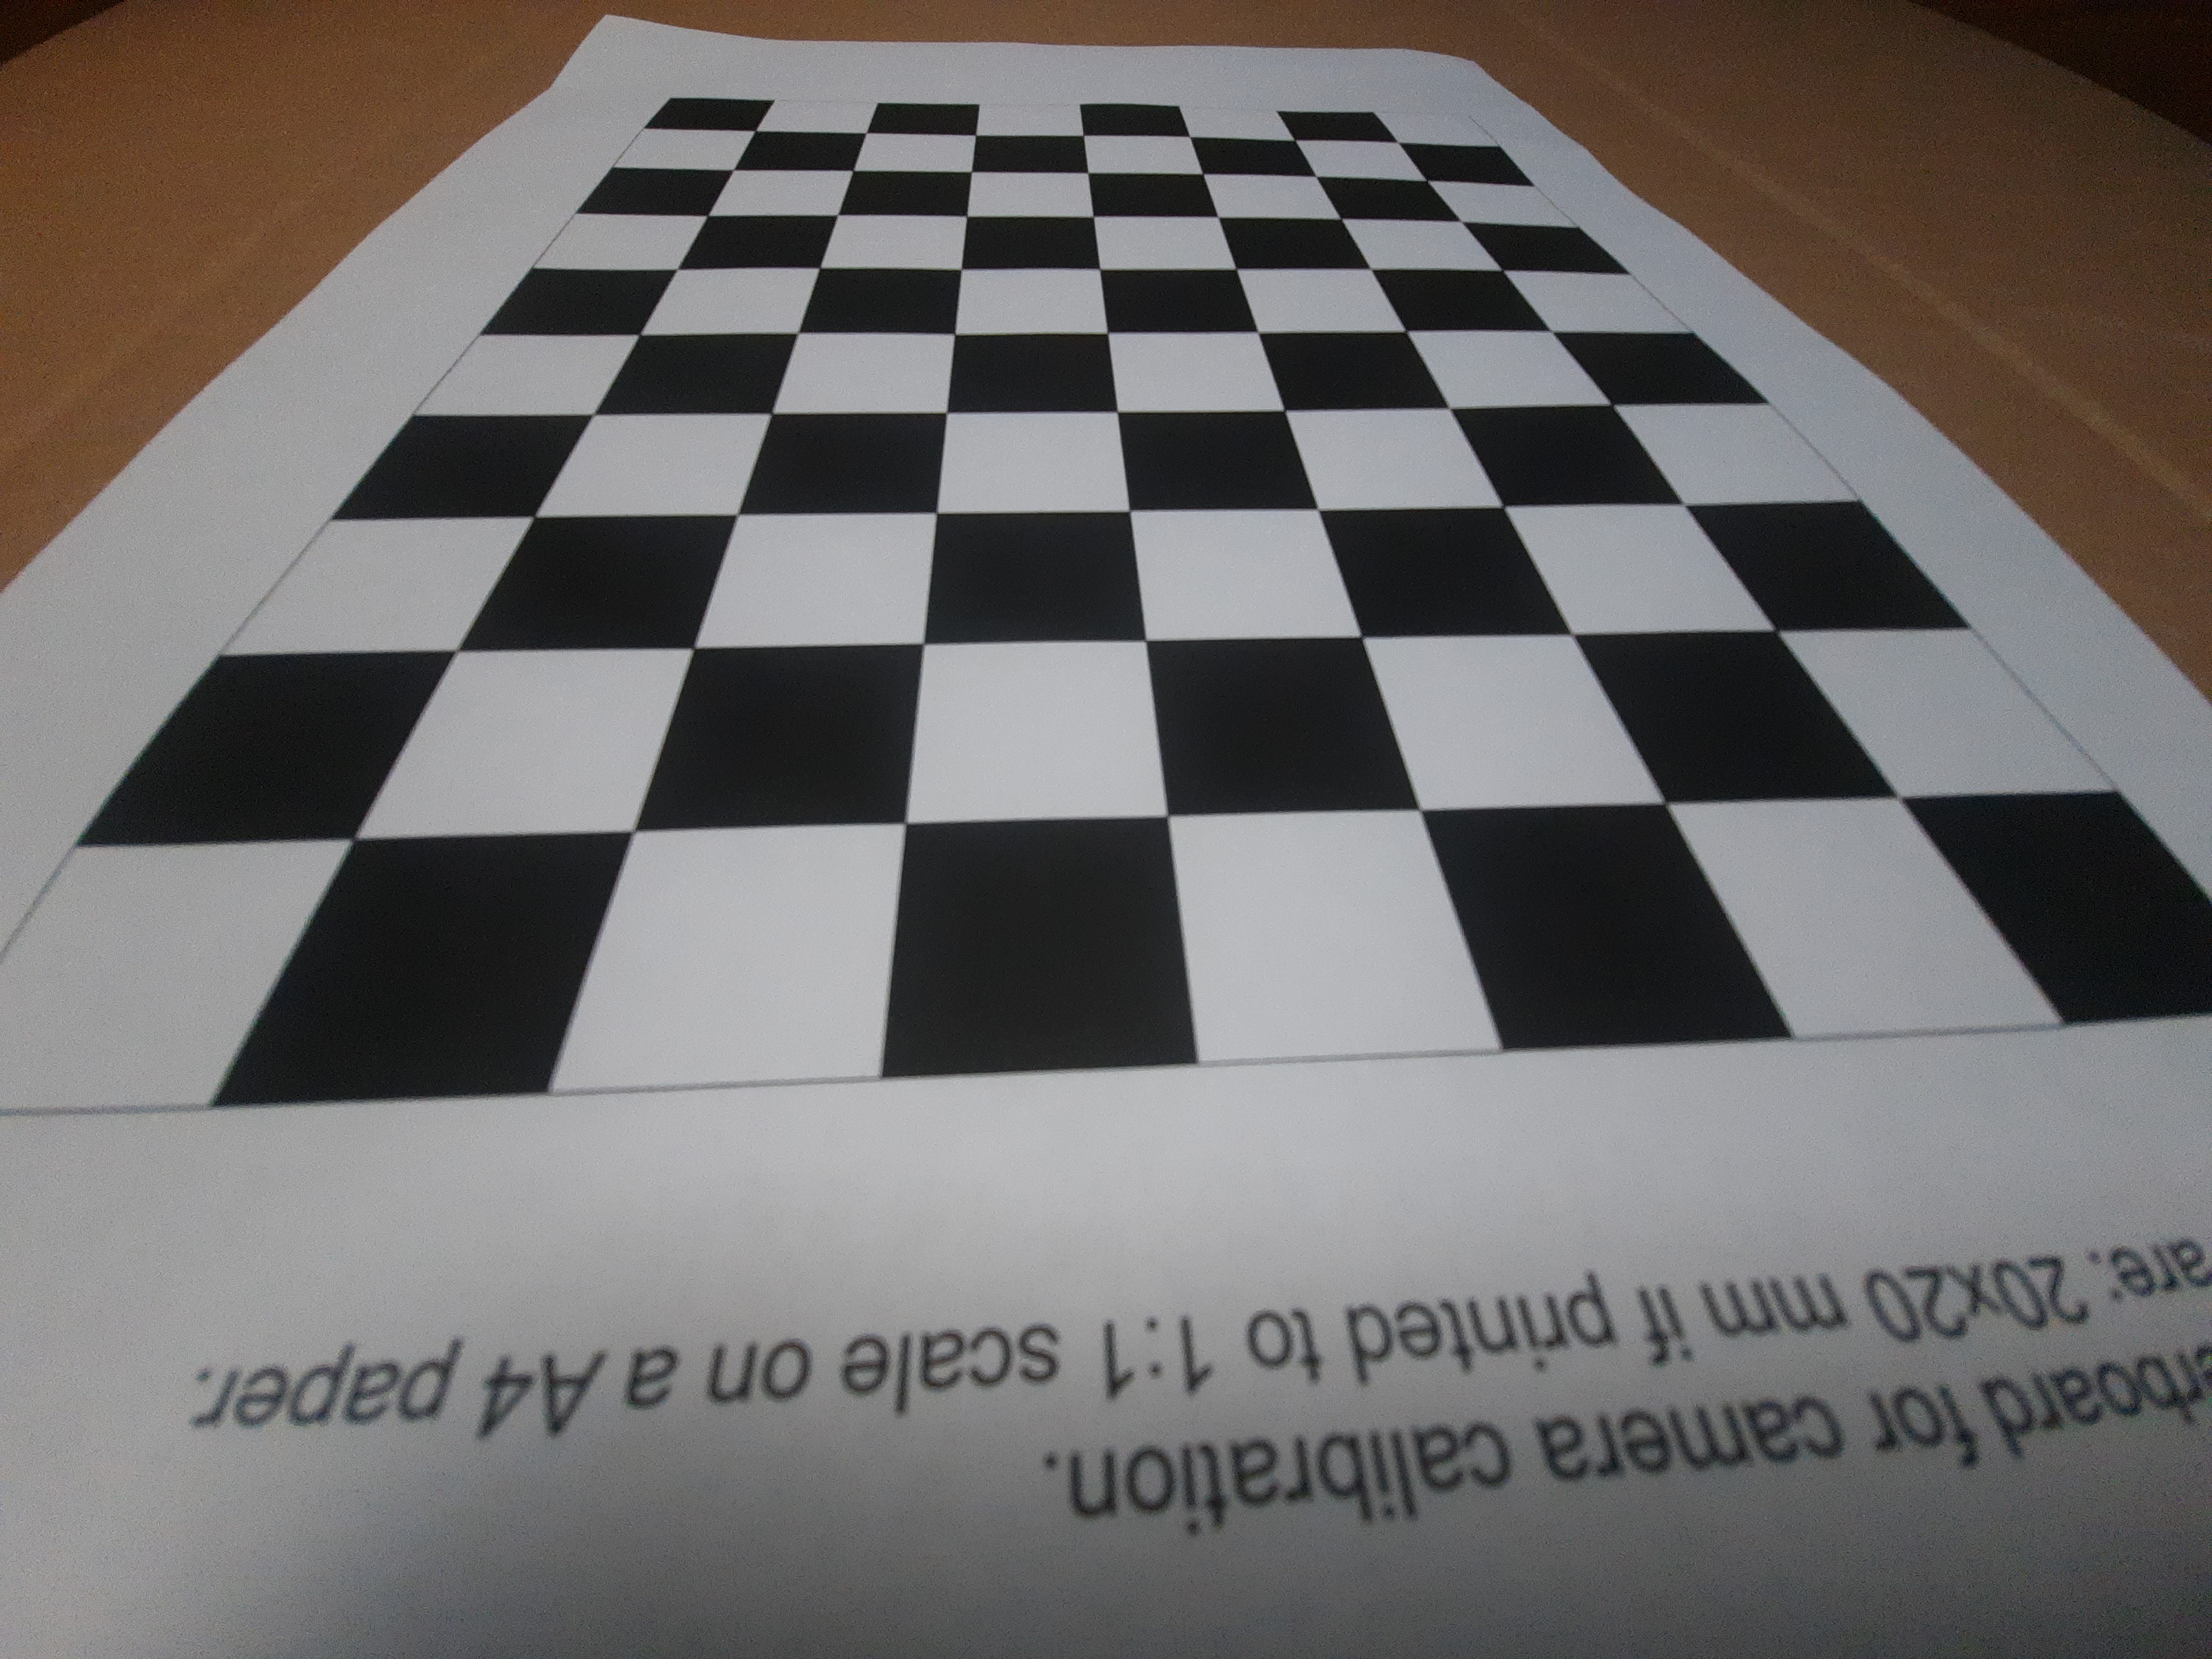 erboard for camera calibration.
are: 20x20 mm if printed to 1:1 scale on a A4 paper.